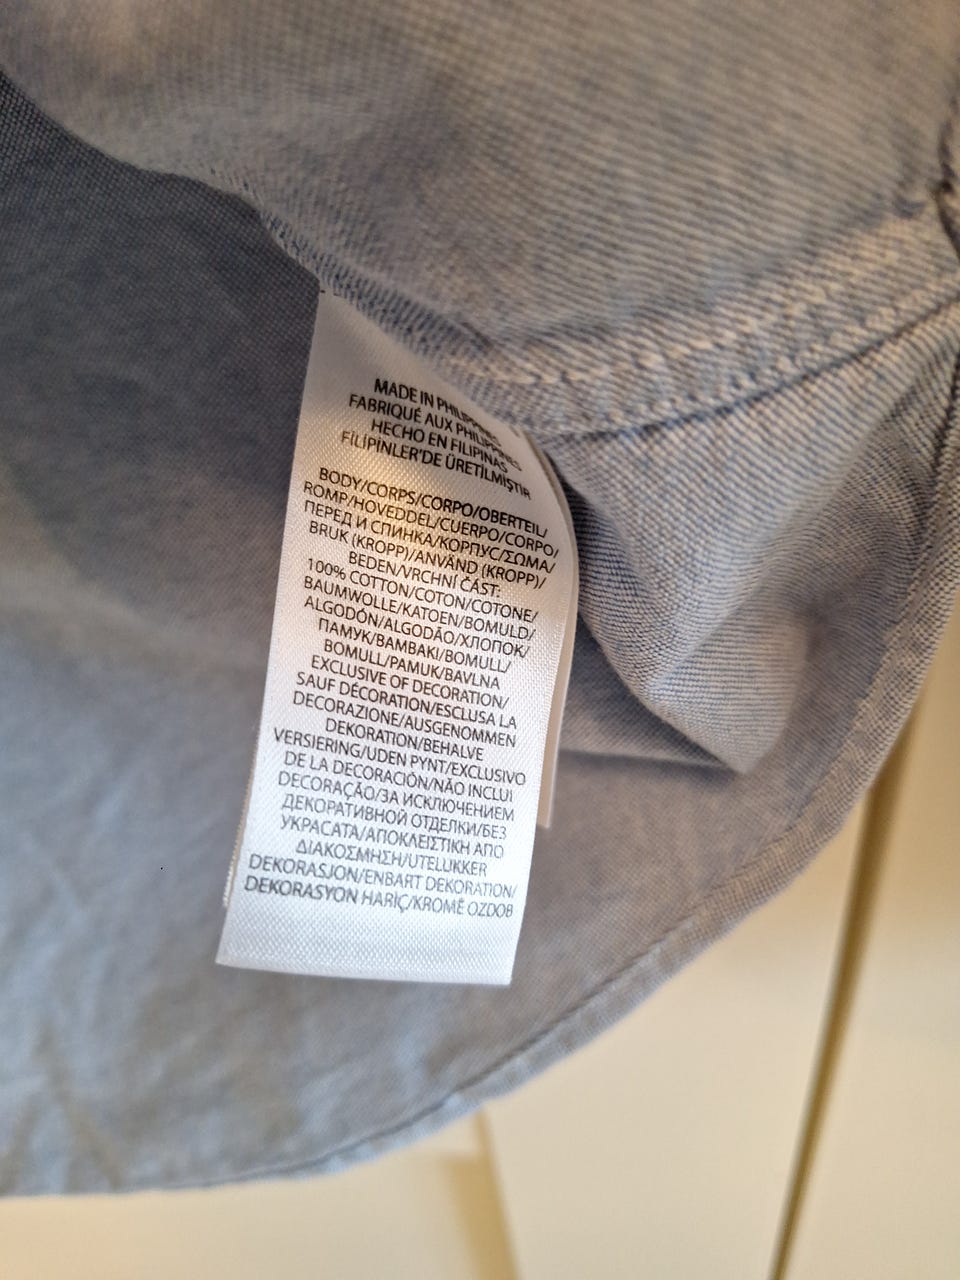 MADE IN PHILIPPINES
FABRIQUÉ AUX PHILIPPINES
HECHO EN FILIPINAS
FİLİPİNLER'DE ÜRETİLMİŞTİR
BODY/CORPS/CORPO/OBERTEIL/
ROMP/HOVEDDEL/CUERPO/CORPO/
ПЕРЕД И СПИНКА/КОРПУС/ΣΩΜΑ/
BRUK (KROPP)/ANVÄND (KROPP)/
BEDEN/VRCHNÍ ČÁST:
100% COTTON/COTON/COTONE/
BAUMWOLLE/KATOEN/BOMULD/
ALGODÓN/ALGODÃO/ХЛОПОК/
ПАМУК/ΒΑΜΒΑΚΙ/BOMULL/
BOMULL/PAMUK/BAVLNA
EXCLUSIVE OF DECORATION/
SAUF DÉCORATION/ESCLUSA LA
DECORAZIONE/AUSGENOMMEN
DEKORATION/BEHALVE
VERSIERING/UDEN PYNT/EXCLUSIVO
DE LA DECORACIÓN/NÃO INCLUI
DECORAÇÃO/ЗА ИСКЛЮЧЕНИЕМ
ДЕКОРАТИВНОЙ ОТДЕЛКИ/БЕЗ
УКРАСАТА/ΑΠΟΚΛΕΙΣΤΙΚΗ ΑΠΟ
ΔΙΑΚΟΣΜΗΣΗ/UTELUKKER
DEKORASJON/ENBART DEKORATION/
DEKORASYON HARİÇ/KROMĚ OZDOB